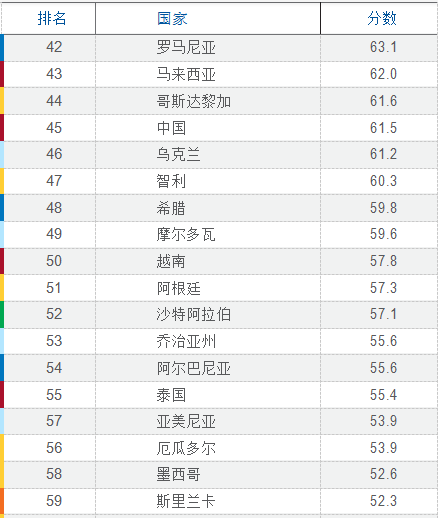 排名 国家 分数
42 罗马尼亚 63.1
43 马来西亚 62.0
44 哥斯达黎加 61.6
45 中国 61.5
46 乌克兰 61.2
47 智利 60.3
48 希腊 59.8
49 摩尔多瓦 59.6
50 越南 57.8
51 阿根廷 57.3
52 沙特阿拉伯 57.1
53 乔治亚州 55.6
54 阿尔巴尼亚 55.6
55 泰国 55.4
57 亚美尼亚 53.9
56 厄瓜多尔 53.9
58 墨西哥 52.6
59 斯里兰卡 52.3